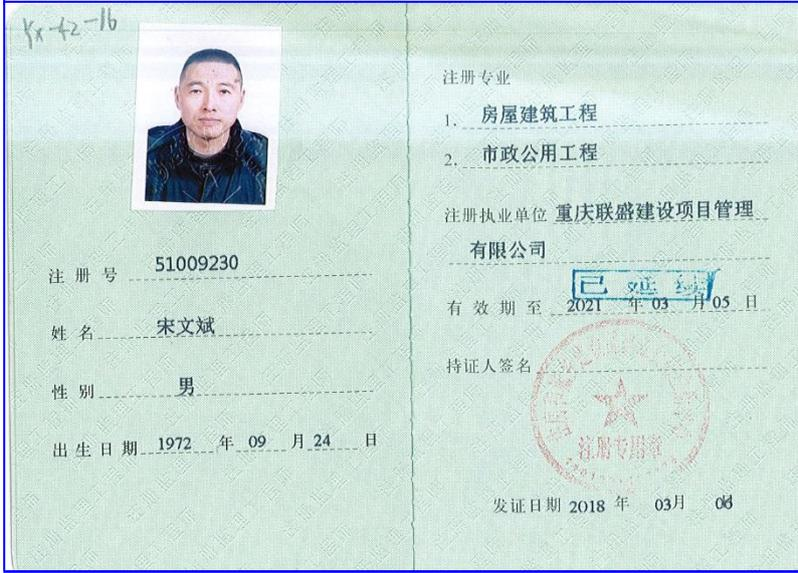 注册号 51009230
姓名 宋文斌
性别 男
出生日期 1972 年 09 月 24 日
注册专业
1. 房屋建筑工程
2. 市政公用工程
注册执业单位 重庆联盛建设项目管理
有限公司
已延续
有效期至 2021 年 03 月 05 日
持证人签名
注册专用章
发证日期 2018 年 03 月